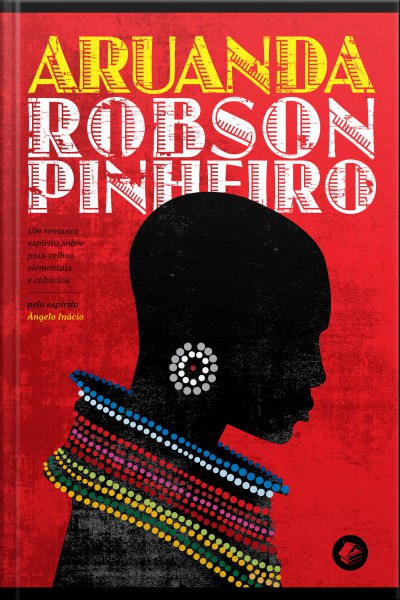 ARUANDA
ROBSON
PINHEIRO
Um romance
espírita sobre
pais-velhos,
elementais
e caboclos
pelo espírito
Ângelo Inácio